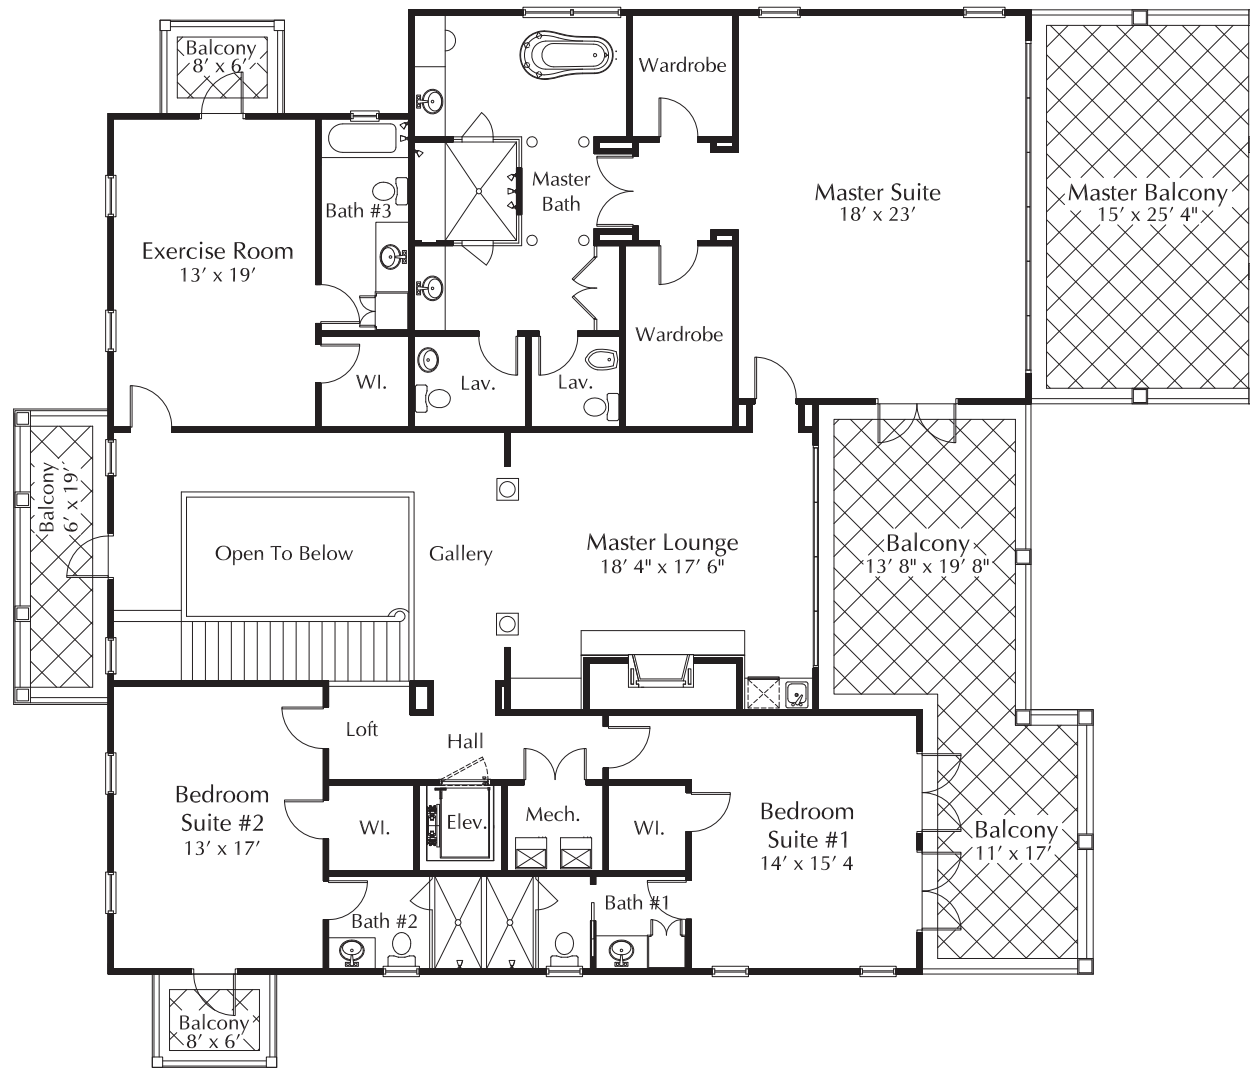 Balcony
8′ x 6′
Wardrobe
Master
Bath
Master Suite
18′ x 23′
Master Balcony
15′ x 25′ 4"
Bath #3
Exercise Room
13′ x 19′
Wardrobe
WI.
Lav.
Lav.
Balcony
6′ x 19′
Open To Below
Gallery
Master Lounge
18′ 4" x 17′ 6"
Balcony
13′ 8" x 19′ 8"
Loft
Hall
Bedroom
Suite #2
13′ x 17′
WI.
Elev.
Mech.
WI.
Bedroom
Suite #1
14′ x 15′ 4
Balcony
11′ x 17′
Bath #2
Bath #1
Balcony
8′ x 6′